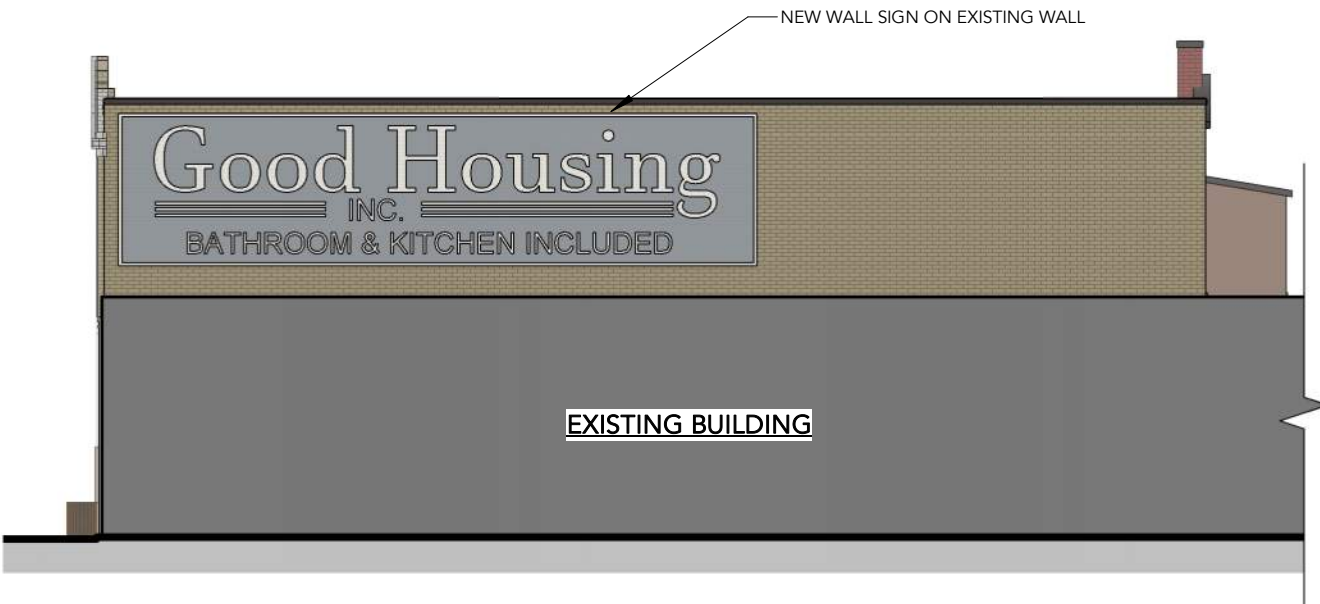 NEW WALL SIGN ON EXISTING WALL
Good Housing
INC.
BATHROOM & KITCHEN INCLUDED
EXISTING BUILDING